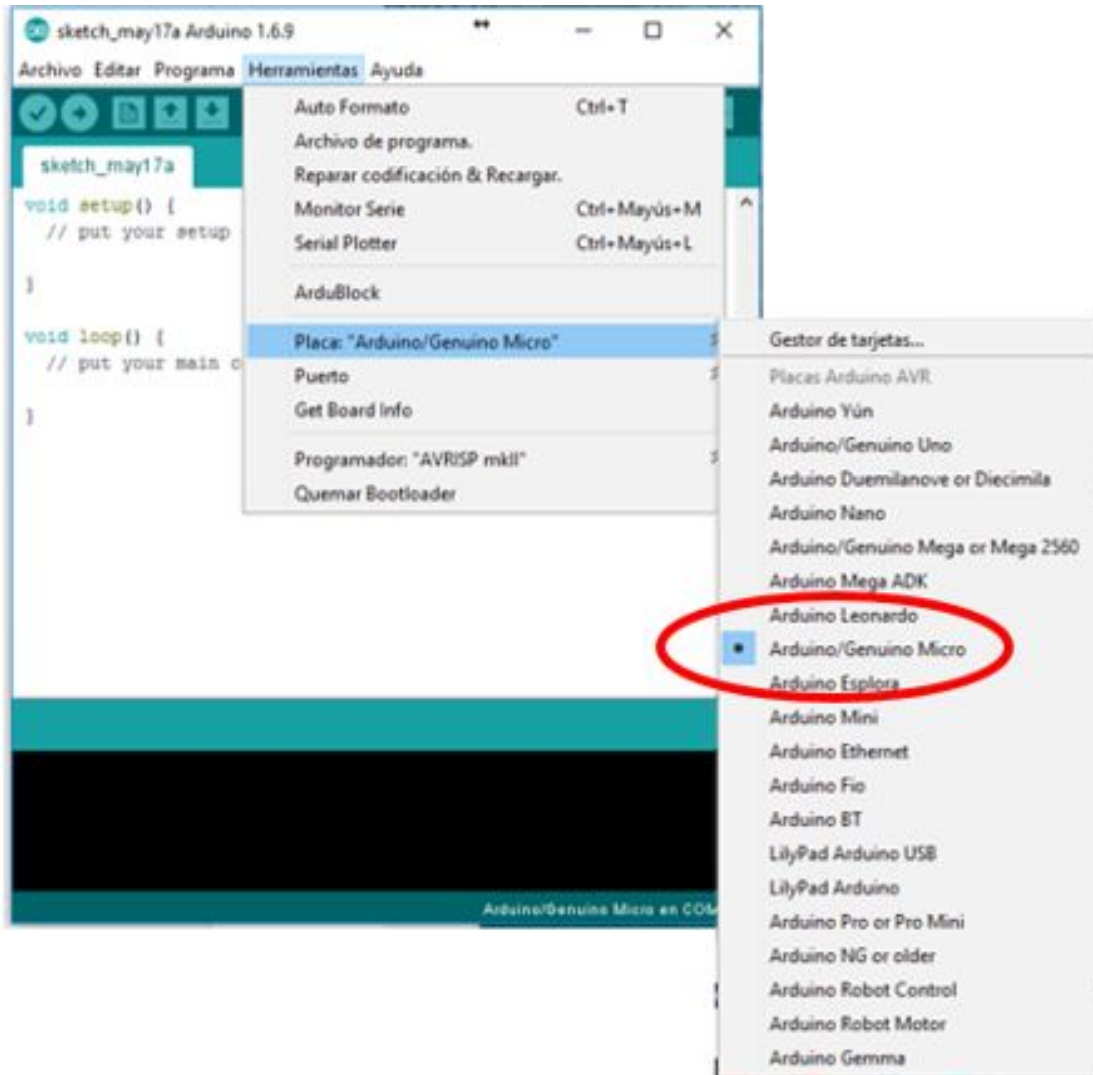 sketch_may17a Arduino 1.6.9
Archivo Editar Programa Herramientas Ayuda
sketch_may17a
void setup() {
// put your setup
}
void loop() {
// put your main c
}
Auto Formato Ctrl+T
Archivo de programa.
Reparar codificación & Recargar.
Monitor Serie Ctrl+Mayús+M
Serial Plotter Ctrl+Mayús+L
ArduBlock
Placa: "Arduino/Genuino Micro"
Puerto
Get Board Info
Programador: "AVRISP mkII"
Quemar Bootloader
Gestor de tarjetas...
Placas Arduino AVR
Arduino Yún
Arduino/Genuino Uno
Arduino Duemilanove or Diecimila
Arduino Nano
Arduino/Genuino Mega or Mega 2560
Arduino Mega ADK
Arduino Leonardo
Arduino/Genuino Micro
Arduino Esplora
Arduino Mini
Arduino Ethernet
Arduino Fio
Arduino BT
LilyPad Arduino USB
LilyPad Arduino
Arduino Pro or Pro Mini
Arduino NG or older
Arduino Robot Control
Arduino Robot Motor
Arduino Gemma
Arduino/Genuino Micro en COM